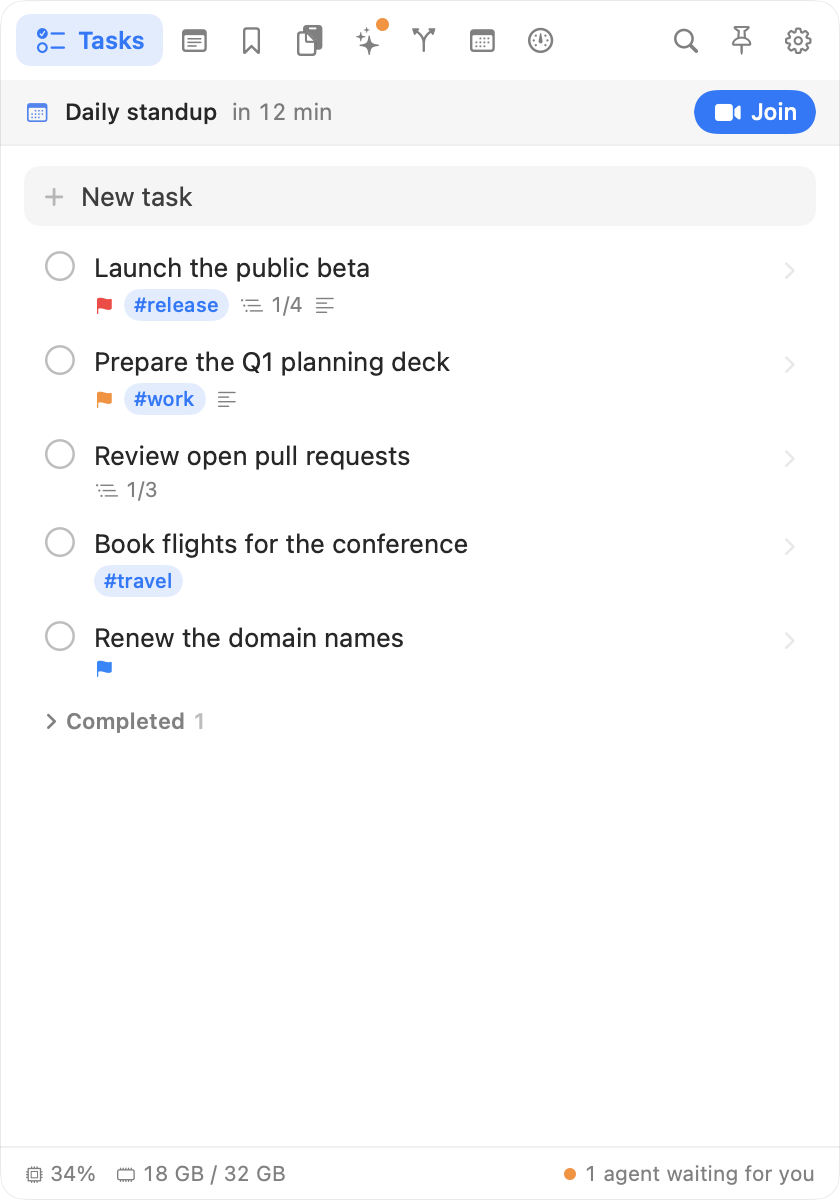 Tasks
Daily standup in 12 min Join
New task
Launch the public beta
#release 1/4
Prepare the Q1 planning deck
#work
Review open pull requests
1/3
Book flights for the conference
#travel
Renew the domain names
Completed 1
34% 18 GB / 32 GB 1 agent waiting for you